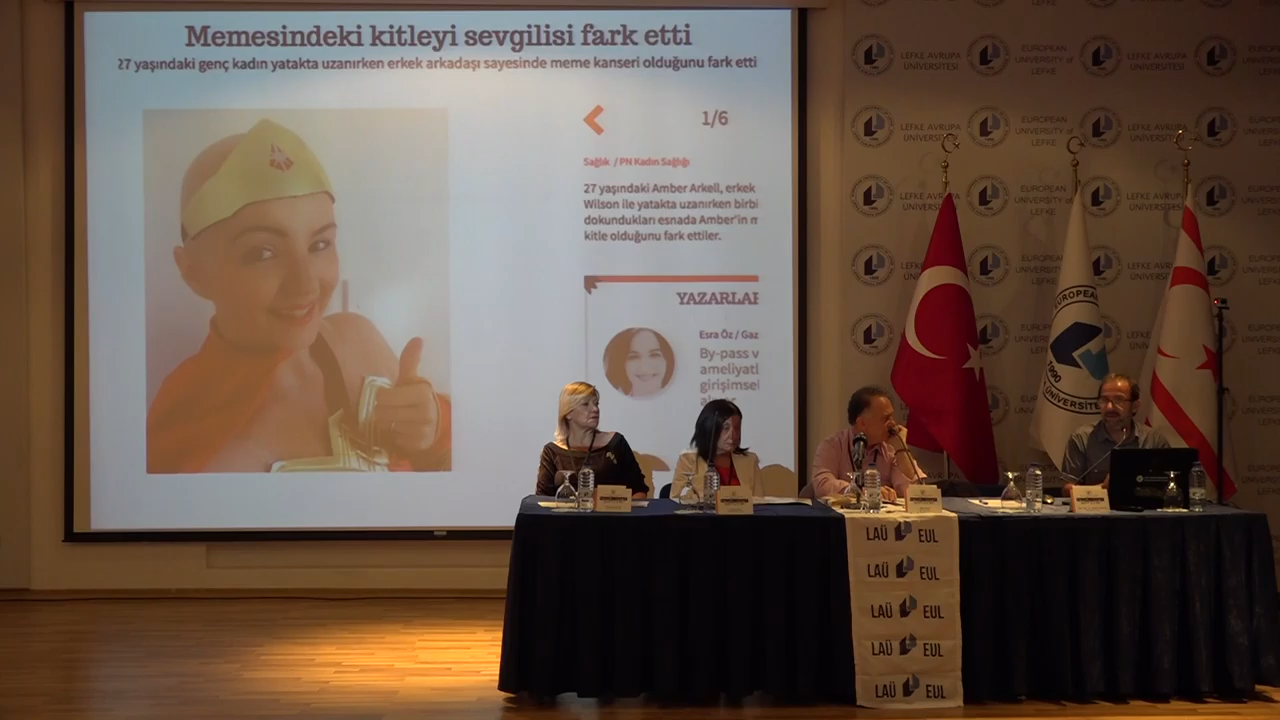 Memesindeki kitleyi sevgilisi fark etti
27 yaşındaki genç kadın yatakta uzanırken erkek arkadaşı sayesinde meme kanseri olduğunu fark etti
1/6
Sağlık / PN Kadın Sağlığı
27 yaşındaki Amber Arkell, erkek
Wilson ile yatakta uzanırken birbi
dokundukları esnada Amber'in m
kitle olduğunu fark ettiler.
YAZARLAR
Esra Öz / Gaz
By-pass v
ameliyatl
girişimsel
LEFKE AVRUPA
ÜNİVERSİTESİ
EUROPEAN
UNIVERSITY of
LEFKE
EUROPEAN
1990
ÜNİVERSİTE
LAÜ EUL
LAÜ EUL
LAÜ EUL
LAÜ EUL
LAÜ EUL